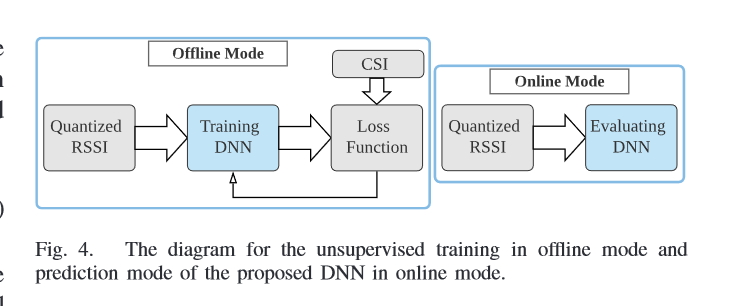 Offline Mode
CSI
Online Mode
Quantized
RSSI
Training
DNN
Loss
Function
Quantized
RSSI
Evaluating
DNN
Fig. 4. The diagram for the unsupervised training in offline mode and
prediction mode of the proposed DNN in online mode.